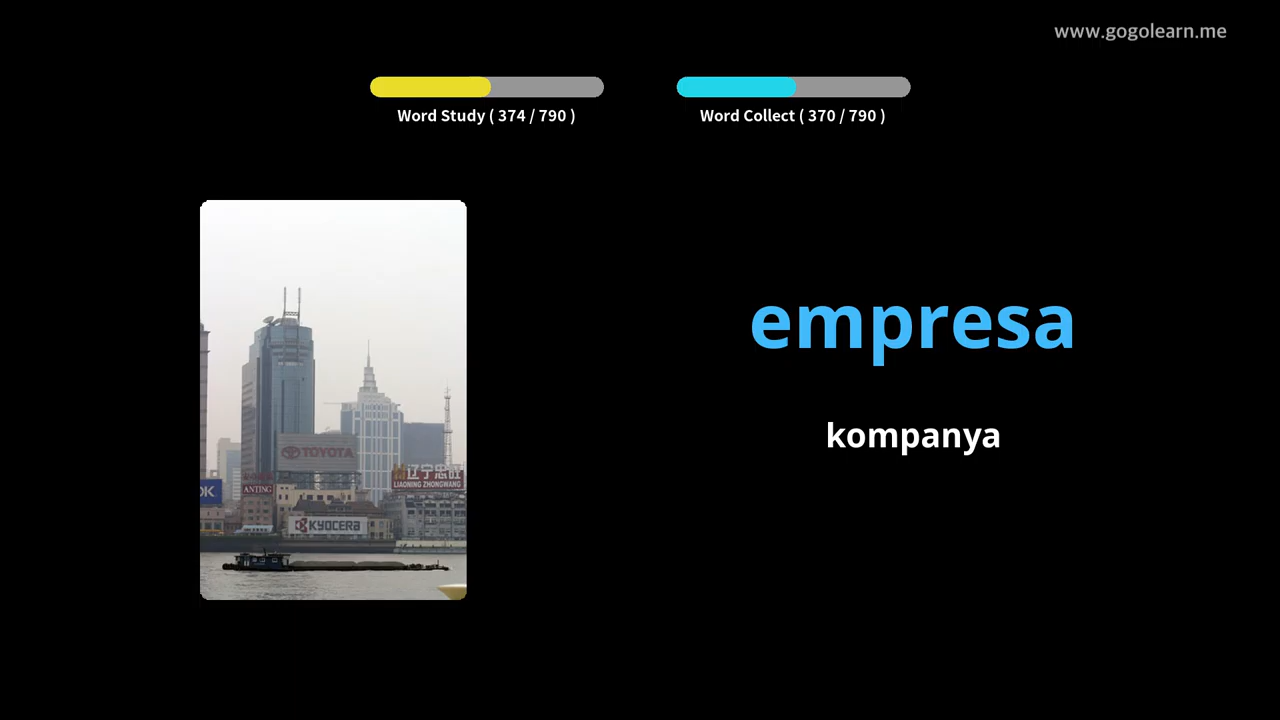 www.gogolearn.me
Word Study ( 374 / 790 )
Word Collect ( 370 / 790 )
empresa
kompanya
TOYOTA
辽宁忠旺
LIAONING ZHONGWANG
OK
ANTING
KYOCERA